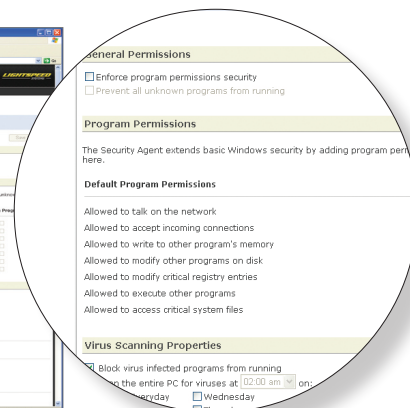 LIGHTSPEED
General Permissions
Enforce program permissions security
Prevent all unknown programs from running
Program Permissions
The Security Agent extends basic Windows security by adding program perm
here.
Default Program Permissions
Allowed to talk on the network
Allowed to accept incoming connections
Allowed to write to other program's memory
Allowed to modify other programs on disk
Allowed to modify critical registry entries
Allowed to execute other programs
Allowed to access critical system files
Virus Scanning Properties
Block virus infected programs from running
the entire PC for viruses at 02:00 am on:
everyday Wednesday